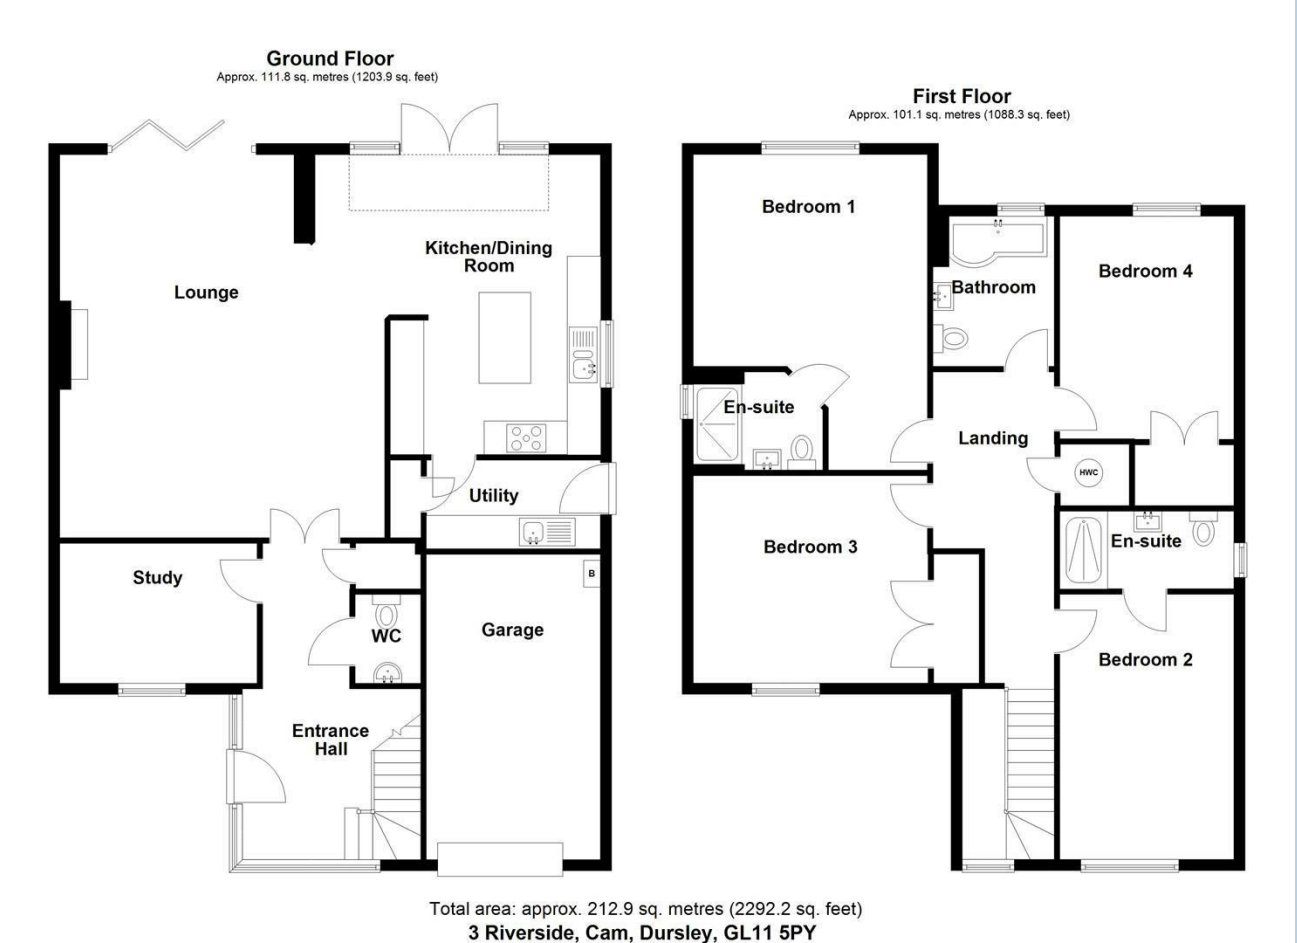 Ground Floor
Approx. 111.8 sq. metres (1203.9 sq. feet)
Kitchen/Dining
Room
Lounge
Utility
Study
B
Garage
WC
Entrance
Hall
First Floor
Approx. 101.1 sq. metres (1088.3 sq. feet)
Bedroom 1
Bedroom 4
Bathroom
En-suite
Landing
HWC
En-suite
Bedroom 3
Bedroom 2
Total area: approx. 212.9 sq. metres (2292.2 sq. feet)
3 Riverside, Cam, Dursley, GL11 5PY